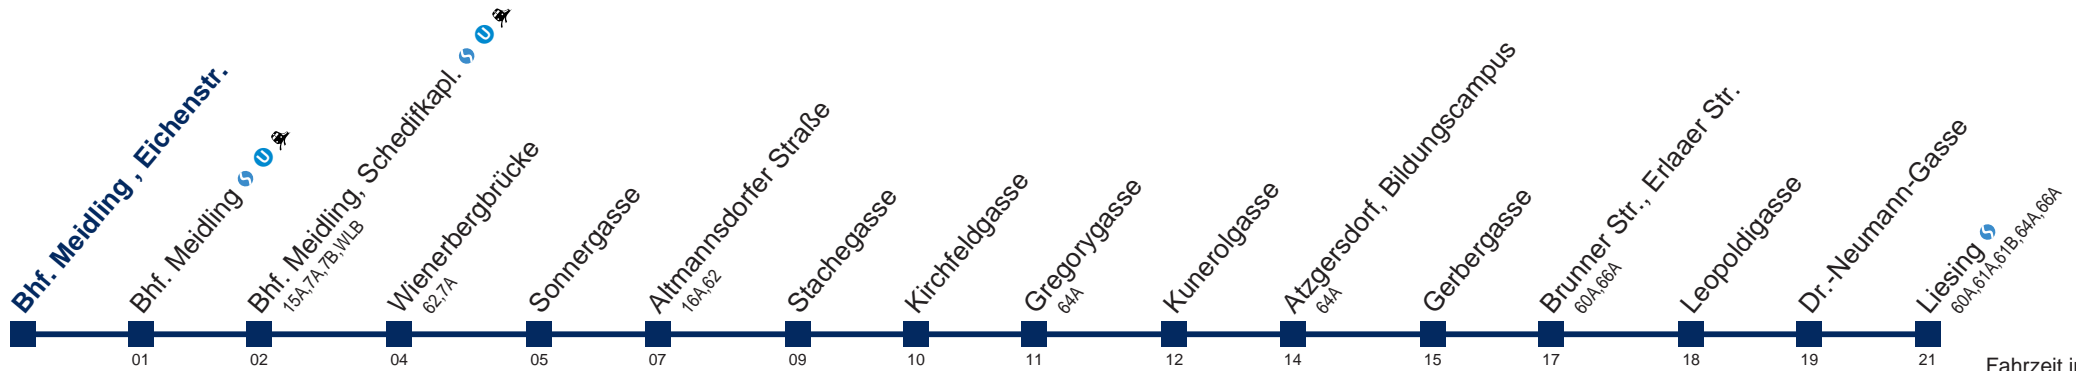 Bhf. Meidling , Eichenstr.
Bhf. Meidling S U
01
Bhf. Meidling, Schedifkapl. S U
15A,7A,7B,WLB
02
Wienerbergbrücke
62,7A
04
Sonnergasse
05
Altmannsdorfer Straße
16A,62
07
Stachegasse
09
Kirchfeldgasse
10
Gregorygasse
64A
11
Kunerolgasse
12
Atzgersdorf, Bildungscampus
64A
14
Gerbergasse
15
Brunner Str., Erlaaer Str.
60A,66A
17
Leopoldigasse
18
Dr.-Neumann-Gasse
19
Liesing S
60A,61A,61B,64A,66A
21
Fahrzeit